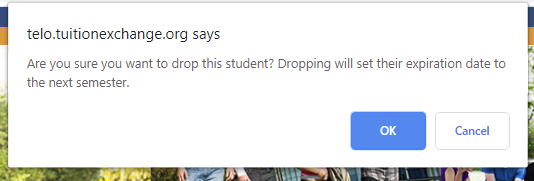 telo.tuitionexchange.org says
Are you sure you want to drop this student? Dropping will set their expiration date to
the next semester.
OK
Cancel